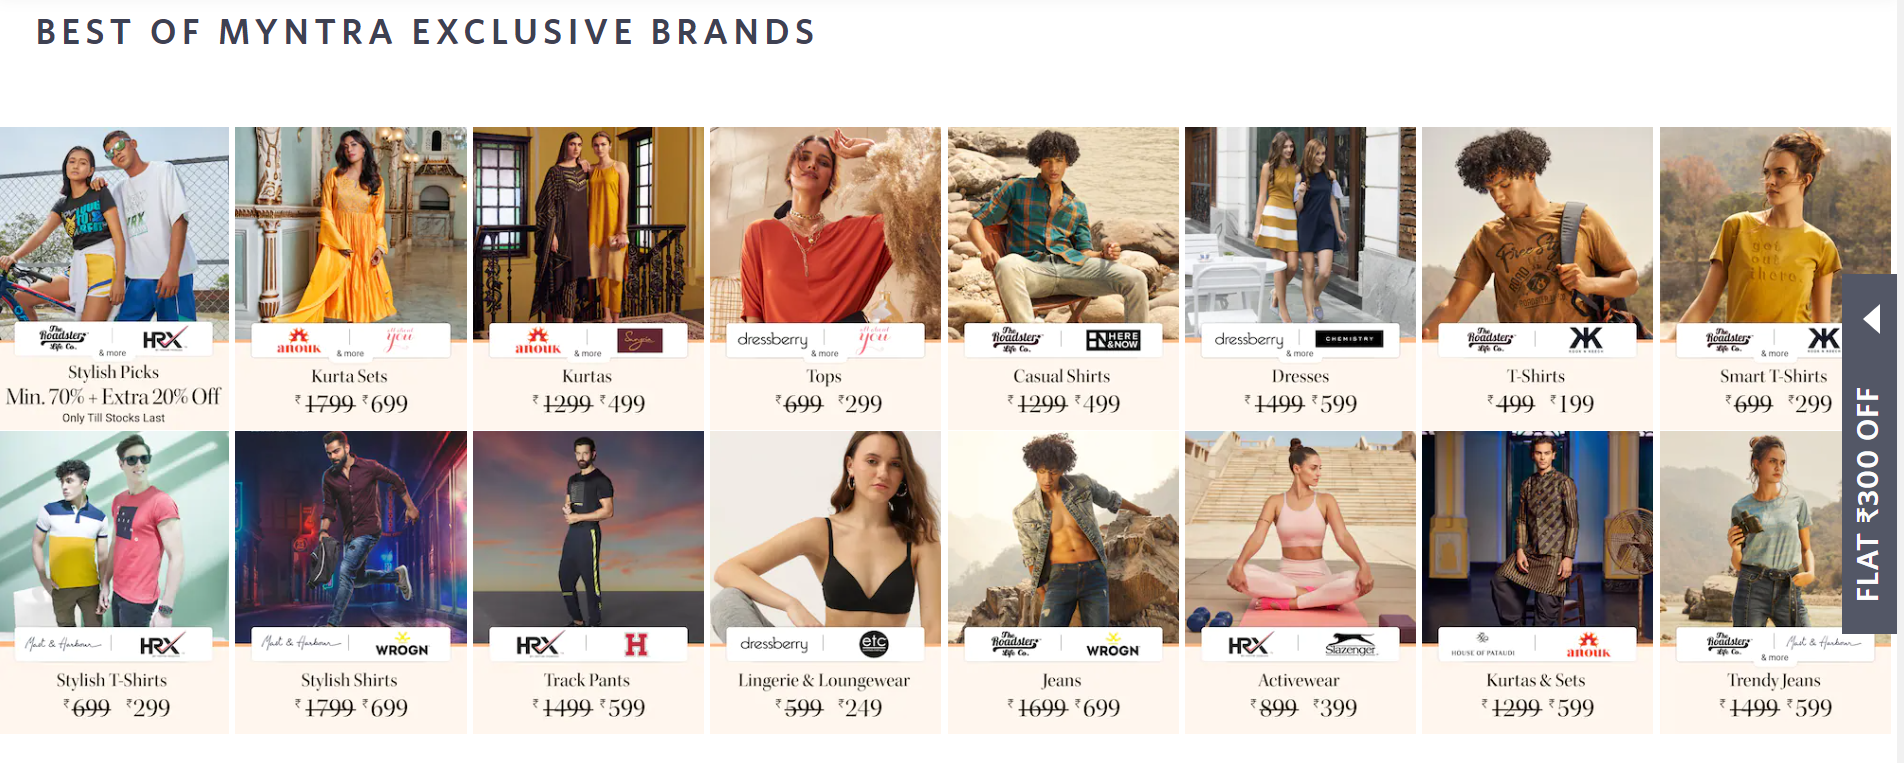 BEST OF MYNTRA EXCLUSIVE BRANDS
The Roadster Life Co. HRX
& more
Stylish Picks
Min. 70% + Extra 20% Off
Only Till Stocks Last
anouk all about you
& more
Kurta Sets
₹1799 ₹699
anouk Sangria
& more
Kurtas
₹1299 ₹499
dressberry all about you
& more
Tops
₹699 ₹299
The Roadster Life Co. HERE &NOW
Casual Shirts
₹1299 ₹499
dressberry CHEMISTRY
& more
Dresses
₹1499 ₹599
The Roadster Life Co.
T-Shirts
₹499 ₹199
got out there.
The Roadster Life Co.
& more
Smart T-Shirts
₹699 ₹299
FLAT ₹300 OFF
Mast & Harbour HRX
Stylish T-Shirts
₹699 ₹299
Mast & Harbour WROGN
Stylish Shirts
₹1799 ₹699
HRX H
Track Pants
₹1499 ₹599
dressberry etc
Lingerie & Loungewear
₹599 ₹249
The Roadster Life Co. WROGN
Jeans
₹1699 ₹699
HRX Slazenger
Activewear
₹899 ₹399
HOUSE OF PATAUDI anouk
Kurtas & Sets
₹1299 ₹599
The Roadster Life Co. Mast & Harbour
& more
Trendy Jeans
₹1499 ₹599